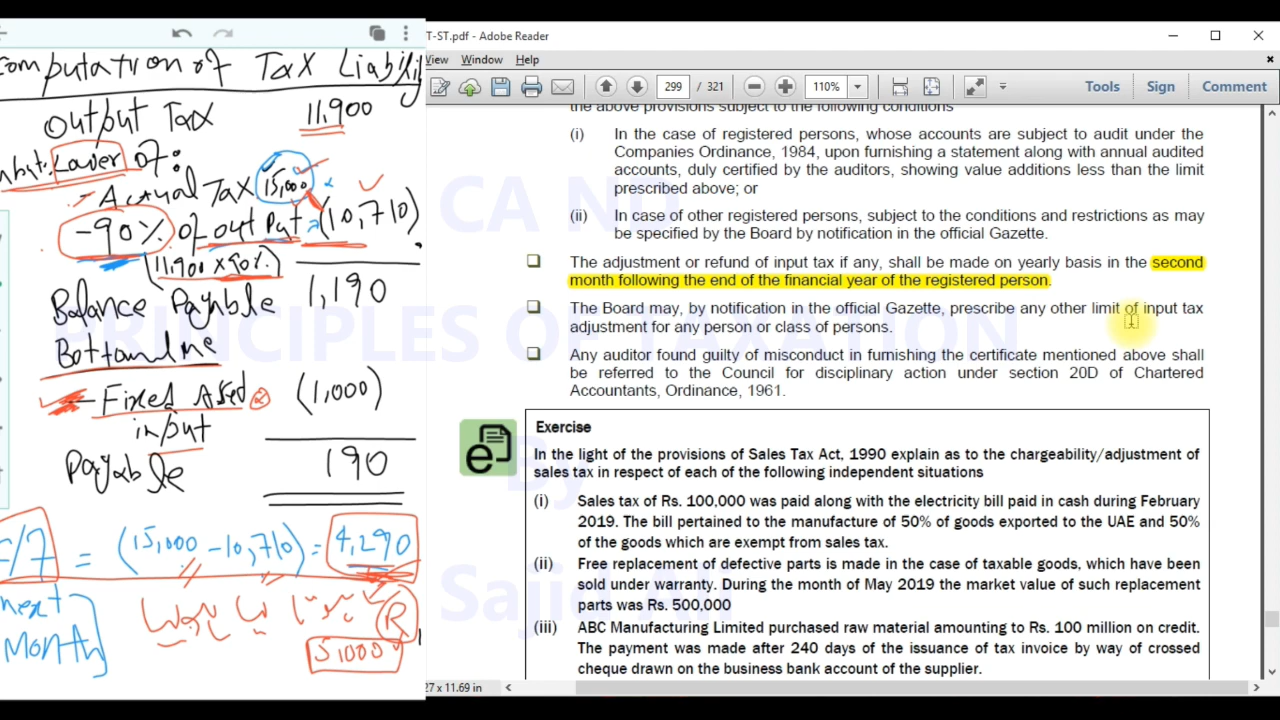 Computation of Tax Liability
Output Tax 11,900
Lower of:
- Actual Tax 15,000
-90% of out put (10,710)
(11,900 x 90%)
Balance Payable 1,190
Bottomline
- Fixed Asset (1,000)
input
Payable 190
C/F = (15,000 - 10,710) = 4,290
next
Month
R
5,000
T-ST.pdf - Adobe Reader
View Window Help
299 / 321 110% Tools Sign Comment
the above provisions subject to the following conditions
(i) In the case of registered persons, whose accounts are subject to audit under the
Companies Ordinance, 1984, upon furnishing a statement along with annual audited
accounts, duly certified by the auditors, showing value additions less than the limit
prescribed above; or
(ii) In case of other registered persons, subject to the conditions and restrictions as may
be specified by the Board by notification in the official Gazette.
The adjustment or refund of input tax if any, shall be made on yearly basis in the second
month following the end of the financial year of the registered person.
The Board may, by notification in the official Gazette, prescribe any other limit of input tax
adjustment for any person or class of persons.
Any auditor found guilty of misconduct in furnishing the certificate mentioned above shall
be referred to the Council for disciplinary action under section 20D of Chartered
Accountants, Ordinance, 1961.
Exercise
In the light of the provisions of Sales Tax Act, 1990 explain as to the chargeability/adjustment of
sales tax in respect of each of the following independent situations
(i) Sales tax of Rs. 100,000 was paid along with the electricity bill paid in cash during February
2019. The bill pertained to the manufacture of 50% of goods exported to the UAE and 50%
of the goods which are exempt from sales tax.
(ii) Free replacement of defective parts is made in the case of taxable goods, which have been
sold under warranty. During the month of May 2019 the market value of such replacement
parts was Rs. 500,000
(iii) ABC Manufacturing Limited purchased raw material amounting to Rs. 100 million on credit.
The payment was made after 240 days of the issuance of tax invoice by way of crossed
cheque drawn on the business bank account of the supplier.
27 x 11.69 in
PRINCIPLES OF TAXATION
By